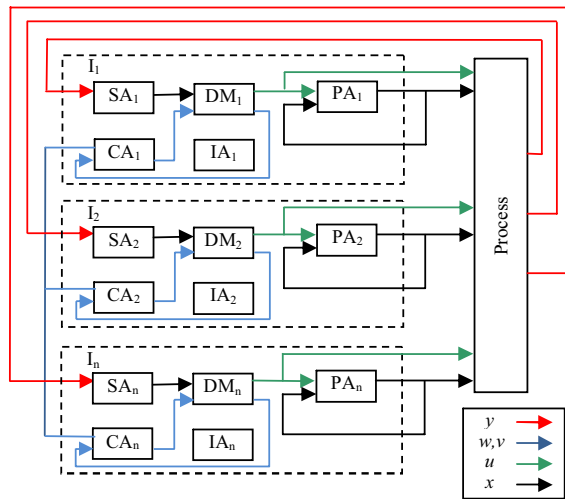 I₁
SA₁ DM₁ PA₁
CA₁ IA₁
I₂
SA₂ DM₂ PA₂
CA₂ IA₂
Iₙ
SAₙ DMₙ PAₙ
CAₙ IAₙ
Process
y
w,v
u
x